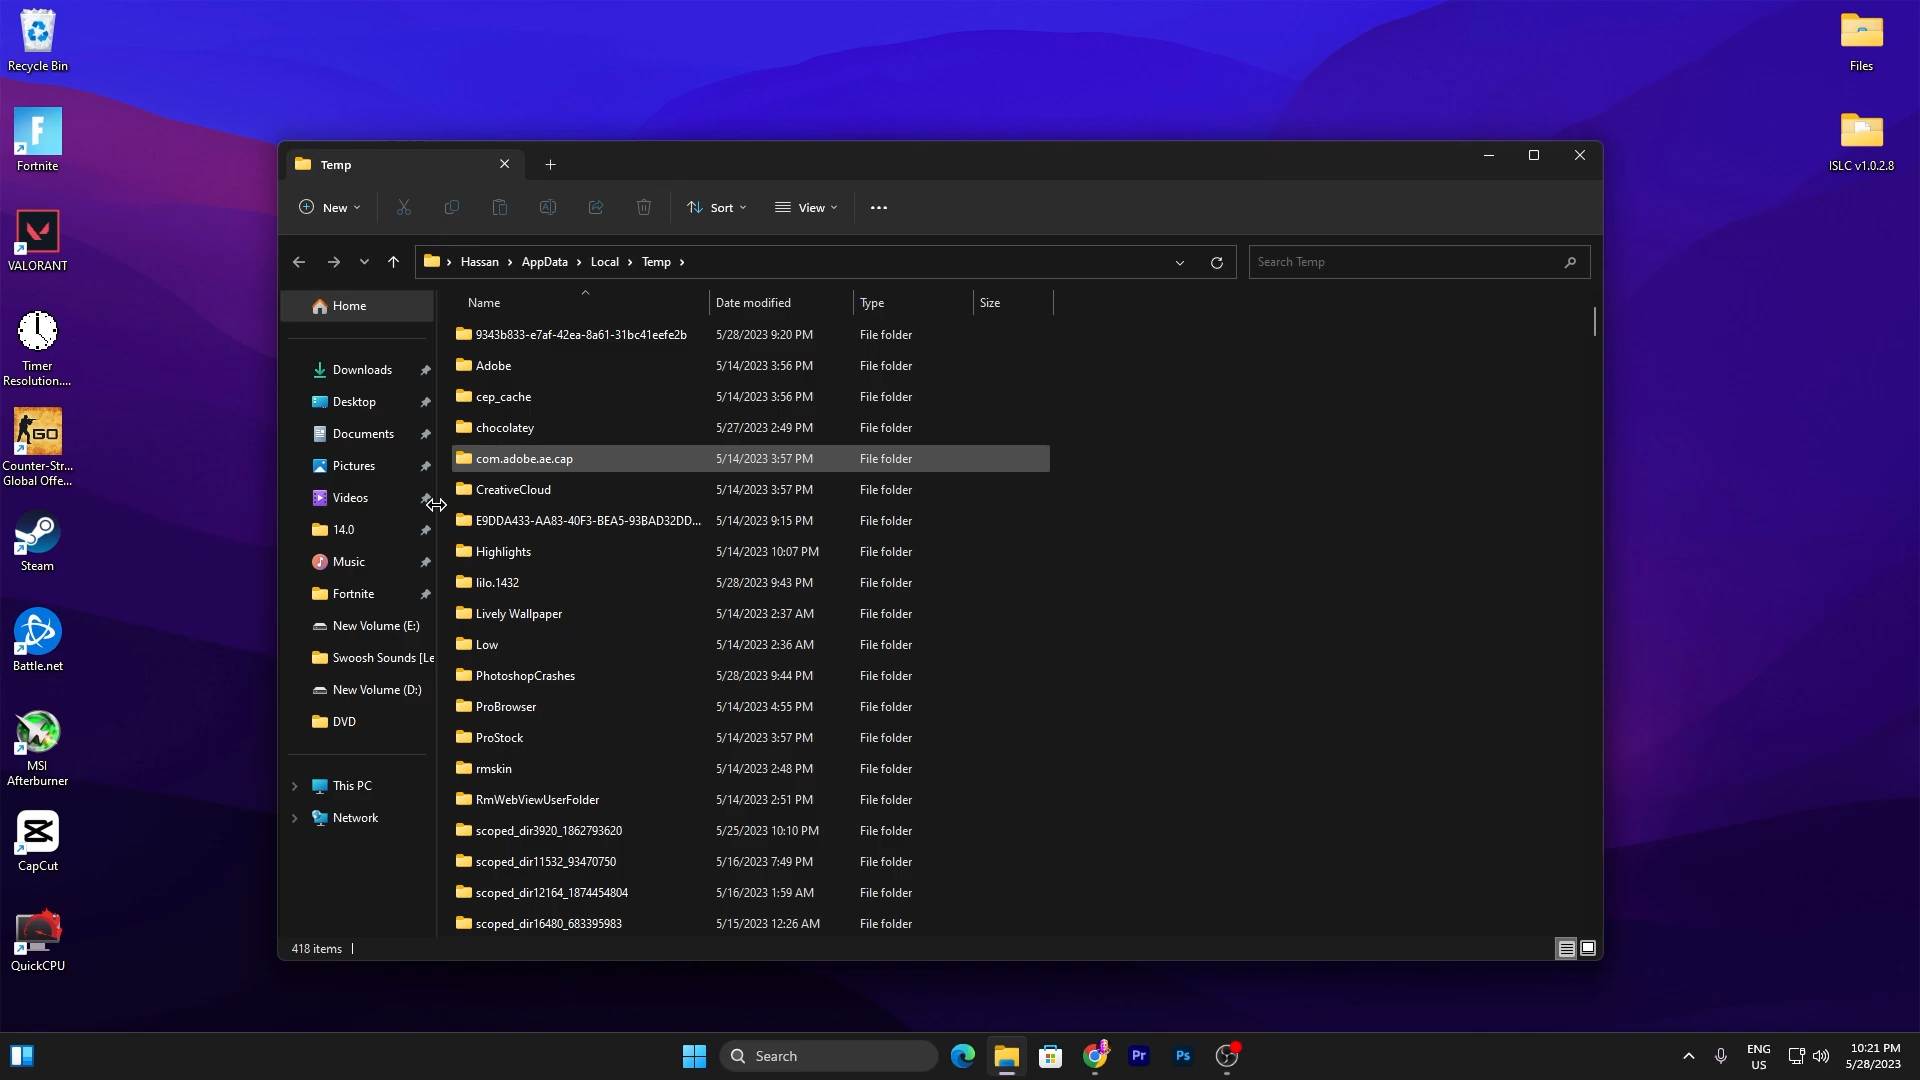 Recycle Bin
Fortnite
VALORANT
Timer
Resolution....
GO
Counter-Str...
Global Offe...
Steam
Battle.net
MSI
Afterburner
CapCut
QuickCPU
Files
ISLC v1.0.2.8
Temp
New
Sort
View
Hassan
AppData
Local
Temp
Search Temp
Home
Downloads
Desktop
Documents
Pictures
Videos
14.0
Music
Fortnite
New Volume (E:)
Swoosh Sounds [Le
New Volume (D:)
DVD
This PC
Network
Name Date modified Type Size
9343b833-e7af-42ea-8a61-31bc41eefe2b 5/28/2023 9:20 PM File folder
Adobe 5/14/2023 3:56 PM File folder
cep_cache 5/14/2023 3:56 PM File folder
chocolatey 5/27/2023 2:49 PM File folder
com.adobe.ae.cap 5/14/2023 3:57 PM File folder
CreativeCloud 5/14/2023 3:57 PM File folder
E9DDA433-AA83-40F3-BEA5-93BAD32DD... 5/14/2023 9:15 PM File folder
Highlights 5/14/2023 10:07 PM File folder
lilo.1432 5/28/2023 9:43 PM File folder
Lively Wallpaper 5/14/2023 2:37 AM File folder
Low 5/14/2023 2:36 AM File folder
PhotoshopCrashes 5/28/2023 9:44 PM File folder
ProBrowser 5/14/2023 4:55 PM File folder
ProStock 5/14/2023 3:57 PM File folder
rmskin 5/14/2023 2:48 PM File folder
RmWebViewUserFolder 5/14/2023 2:51 PM File folder
scoped_dir3920_1862793620 5/25/2023 10:10 PM File folder
scoped_dir11532_93470750 5/16/2023 7:49 PM File folder
scoped_dir12164_1874454804 5/16/2023 1:59 AM File folder
scoped_dir16480_683395983 5/15/2023 12:26 AM File folder
418 items
Search
Pr
Ps
ENG
US
10:21 PM
5/28/2023